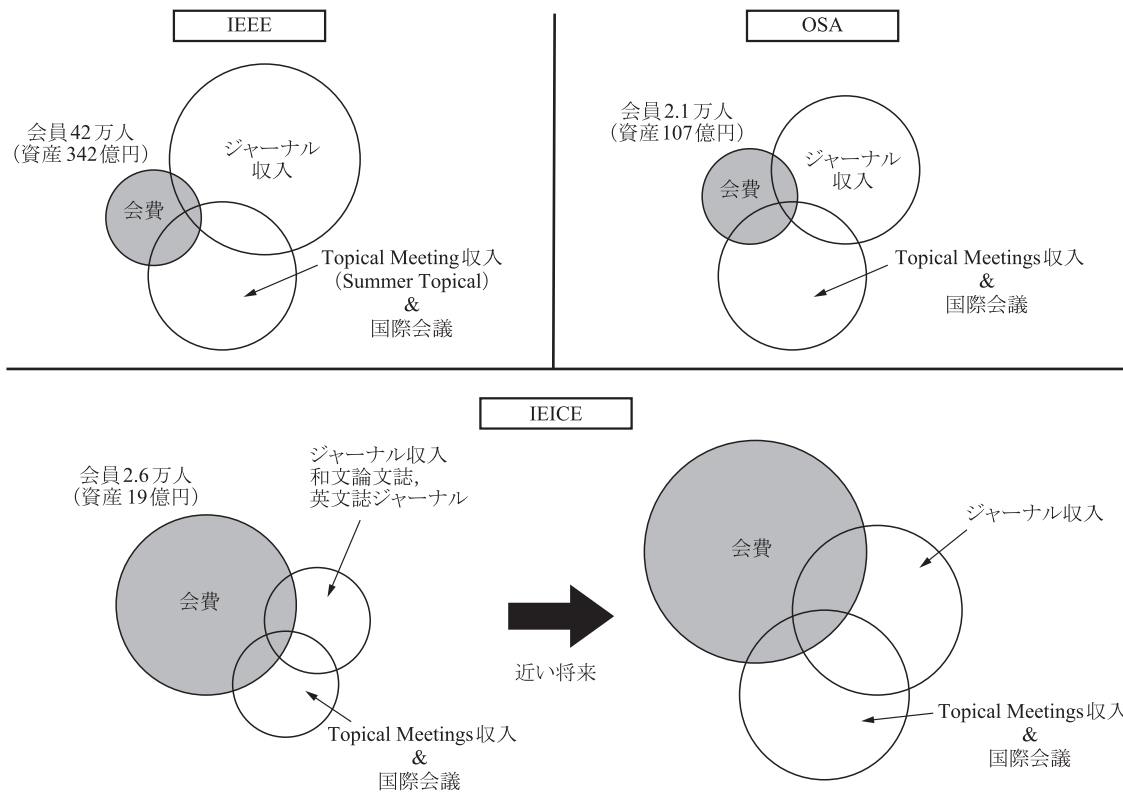 IEEE
会員42万人
（資産342億円）
ジャーナル
収入
会費
Topical Meeting収入
（Summer Topical）
&
国際会議
OSA
会員2.1万人
（資産107億円）
ジャーナル
収入
会費
Topical Meetings収入
&
国際会議
IEICE
会員2.6万人
（資産19億円）
ジャーナル収入
和文論文誌，
英文誌ジャーナル
会費
Topical Meetings収入
&
国際会議
近い将来
会費
ジャーナル収入
Topical Meetings収入
&
国際会議